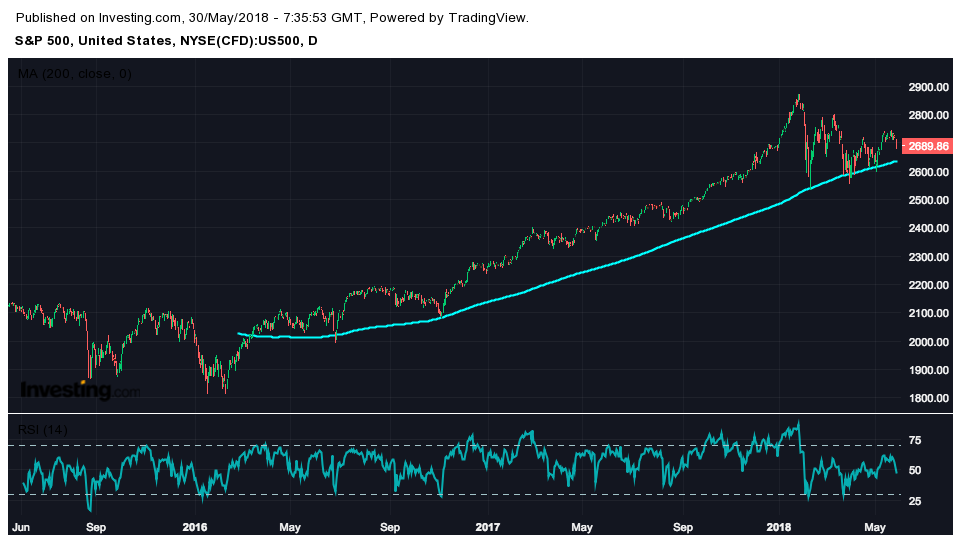 Published on Investing.com, 30/May/2018 - 7:35:53 GMT, Powered by TradingView.
S&P 500, United States, NYSE(CFD):US500, D
MA (200, close, 0)
2900.00
2800.00
2689.86
2600.00
2500.00
2400.00
2300.00
2200.00
2100.00
2000.00
1900.00
1800.00
Investing.com
RSI (14)
75
50
25
Jun Sep 2016 May Sep 2017 May Sep 2018 May